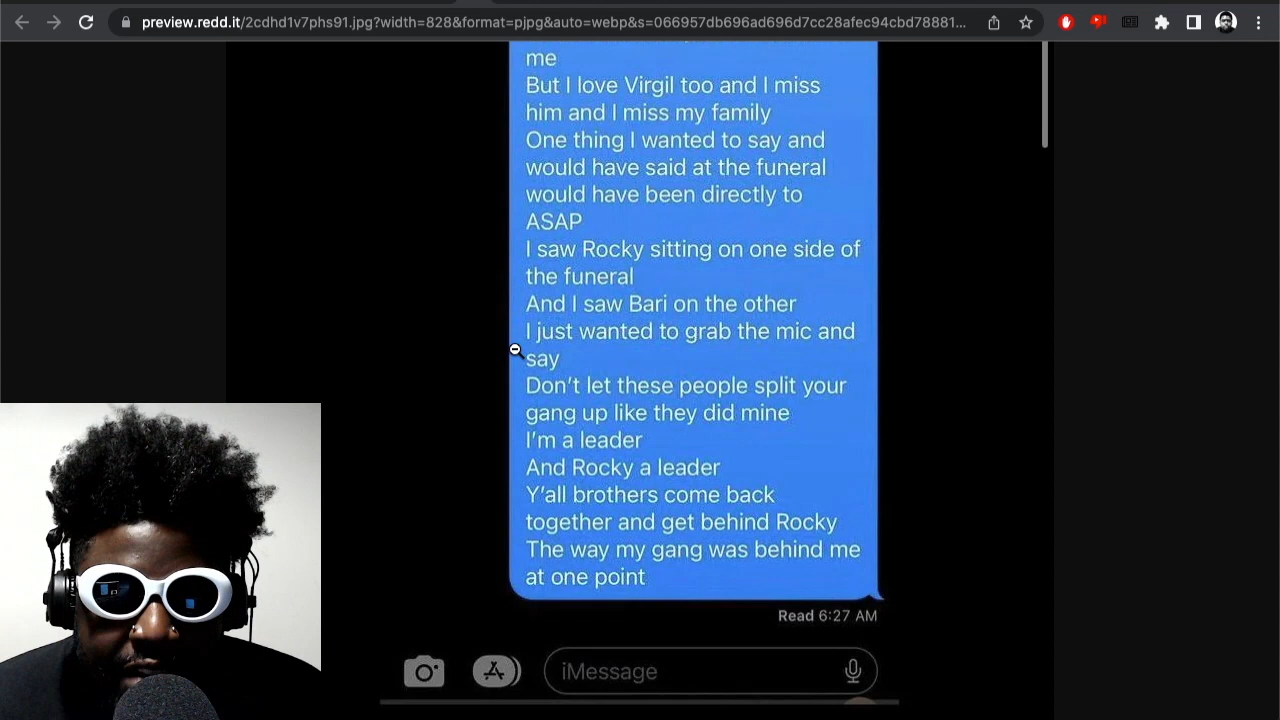 preview.redd.it/2cdhd1v7phs91.jpg?width=828&format=pjpg&auto=webp&s=066957db696ad696d7cc28afec94cbd78881...
me
But I love Virgil too and I miss
him and I miss my family
One thing I wanted to say and
would have said at the funeral
would have been directly to
ASAP
I saw Rocky sitting on one side of
the funeral
And I saw Bari on the other
I just wanted to grab the mic and
say
Don't let these people split your
gang up like they did mine
I'm a leader
And Rocky a leader
Y'all brothers come back
together and get behind Rocky
The way my gang was behind me
at one point
Read 6:27 AM
iMessage